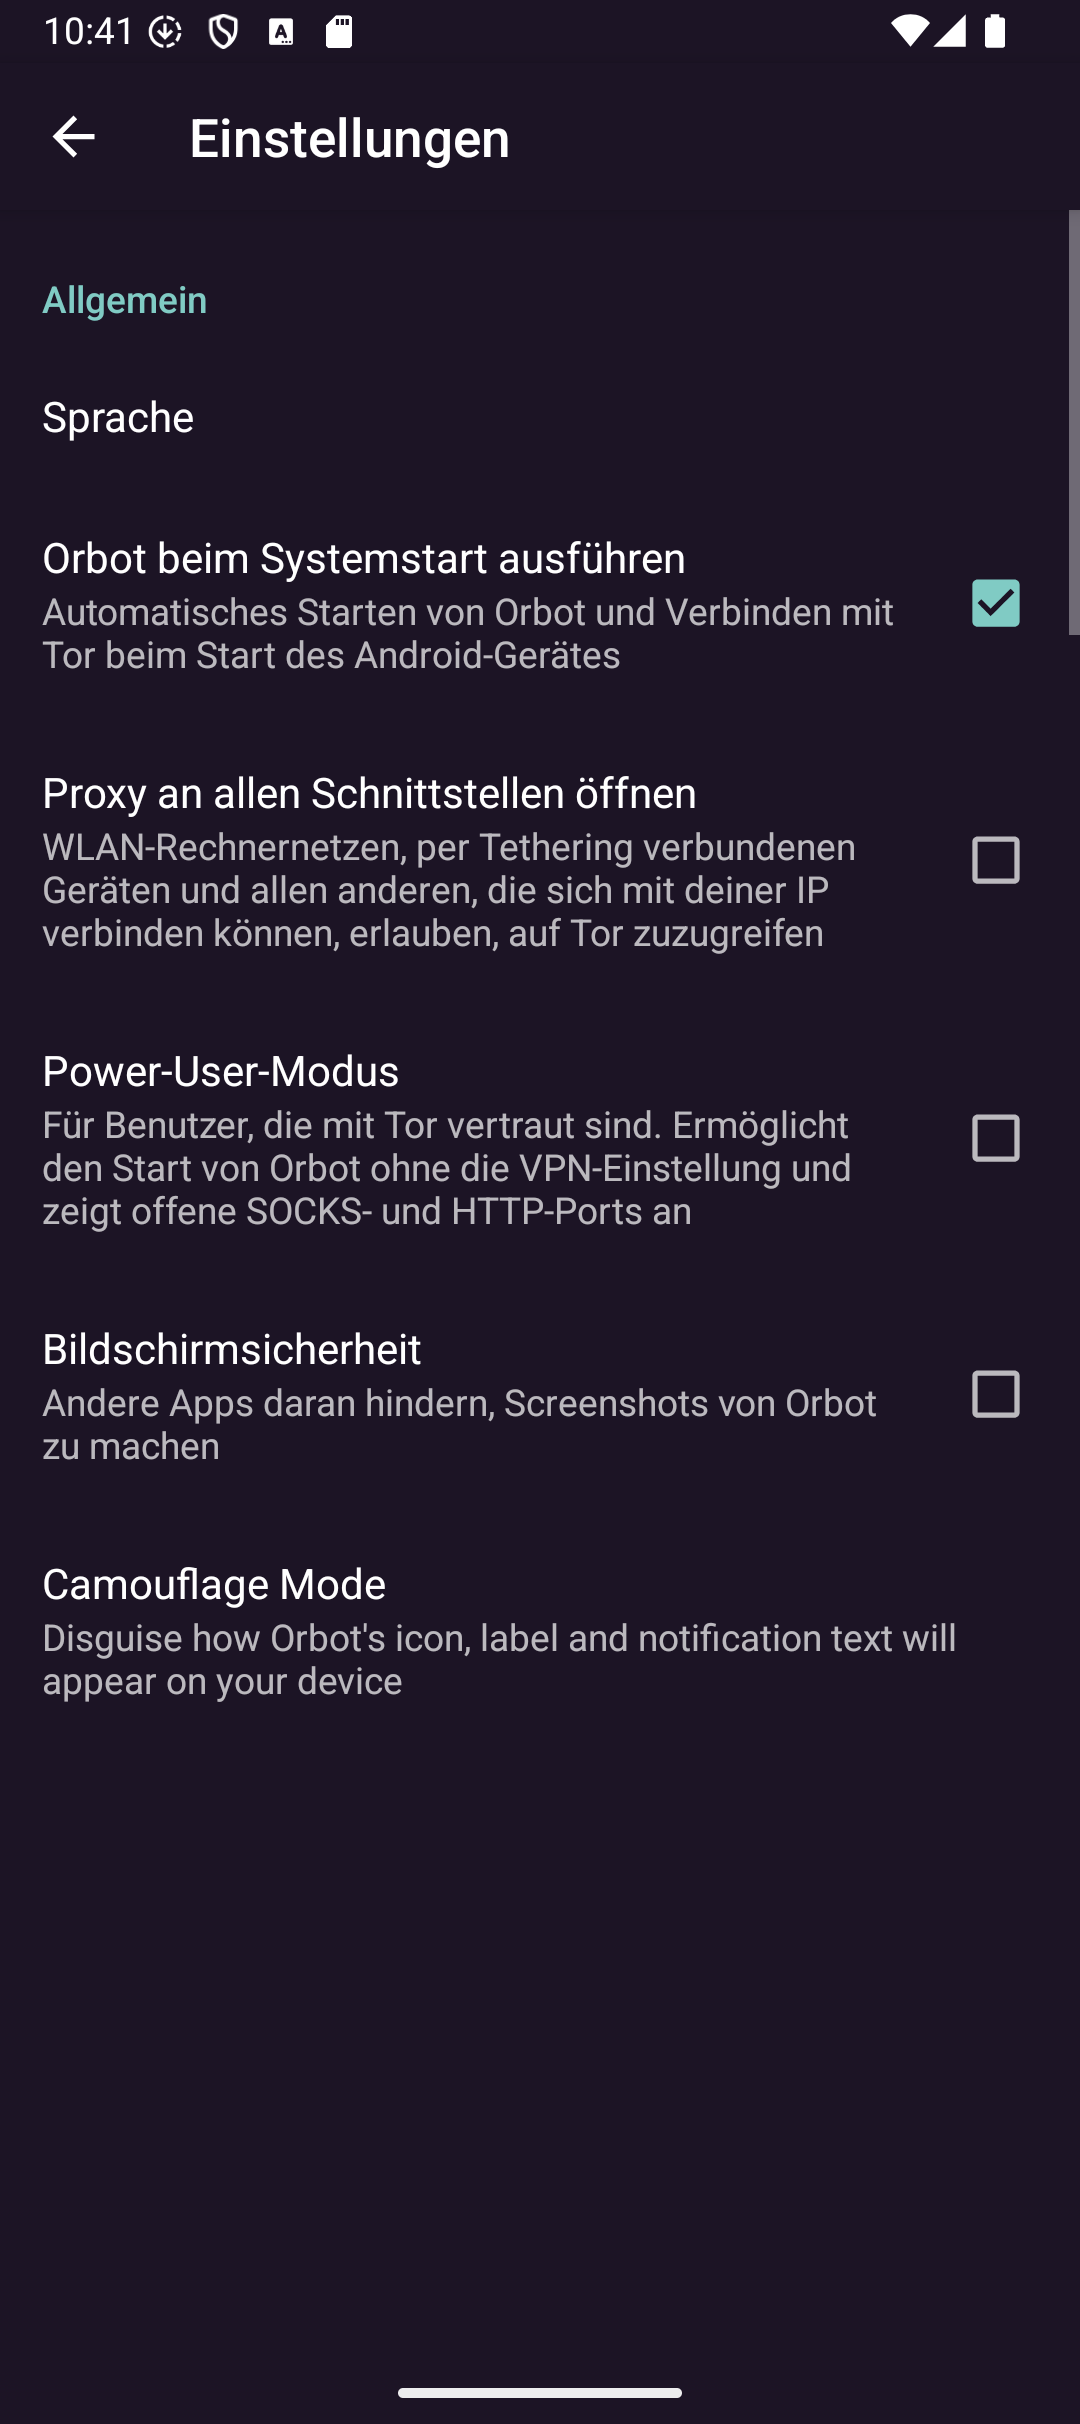 10:41
Einstellungen
Allgemein
Sprache
Orbot beim Systemstart ausführen
Automatisches Starten von Orbot und Verbinden mit
Tor beim Start des Android-Gerätes
Proxy an allen Schnittstellen öffnen
WLAN-Rechnernetzen, per Tethering verbundenen
Geräten und allen anderen, die sich mit deiner IP
verbinden können, erlauben, auf Tor zuzugreifen
Power-User-Modus
Für Benutzer, die mit Tor vertraut sind. Ermöglicht
den Start von Orbot ohne die VPN-Einstellung und
zeigt offene SOCKS- und HTTP-Ports an
Bildschirmsicherheit
Andere Apps daran hindern, Screenshots von Orbot
zu machen
Camouflage Mode
Disguise how Orbot's icon, label and notification text will
appear on your device